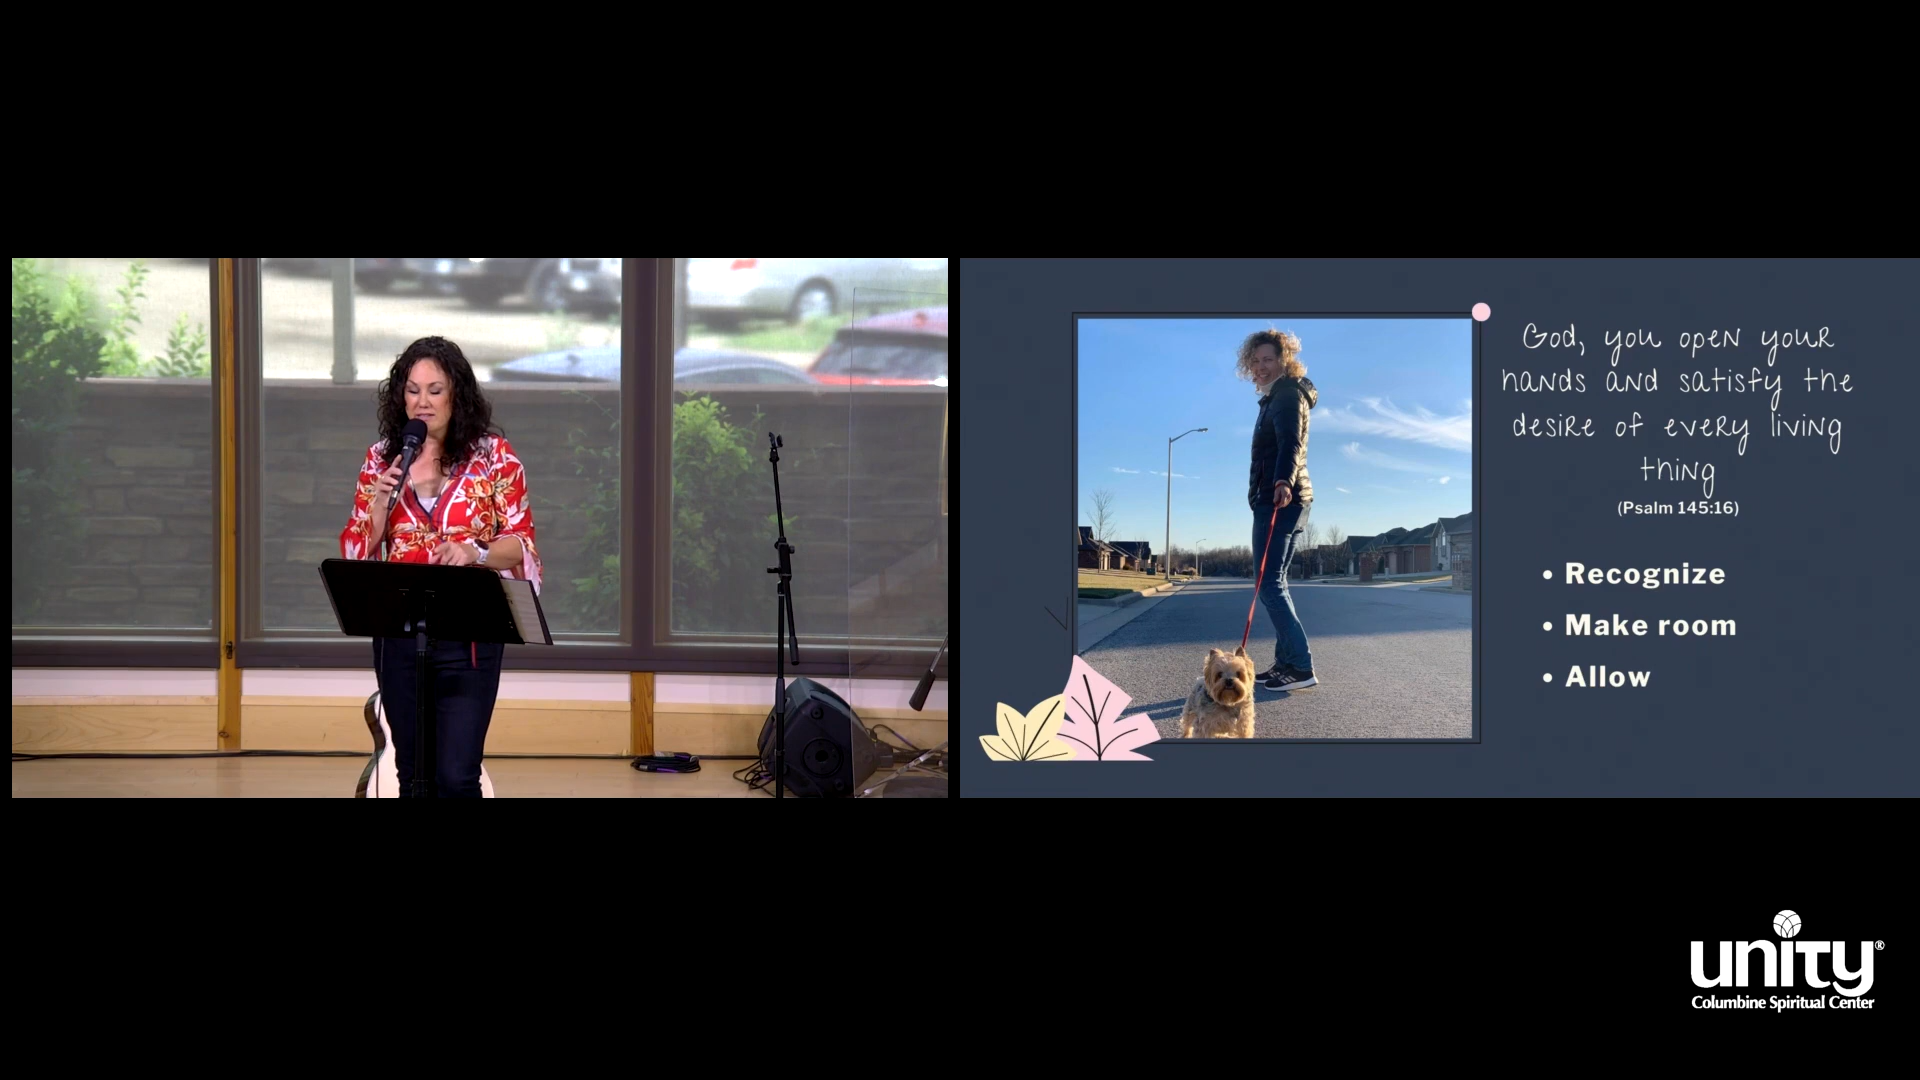 God, you open your
hands and satisfy the
desire of every living
thing
(Psalm 145:16)
• Recognize
• Make room
• Allow
unity®
Columbine Spiritual Center